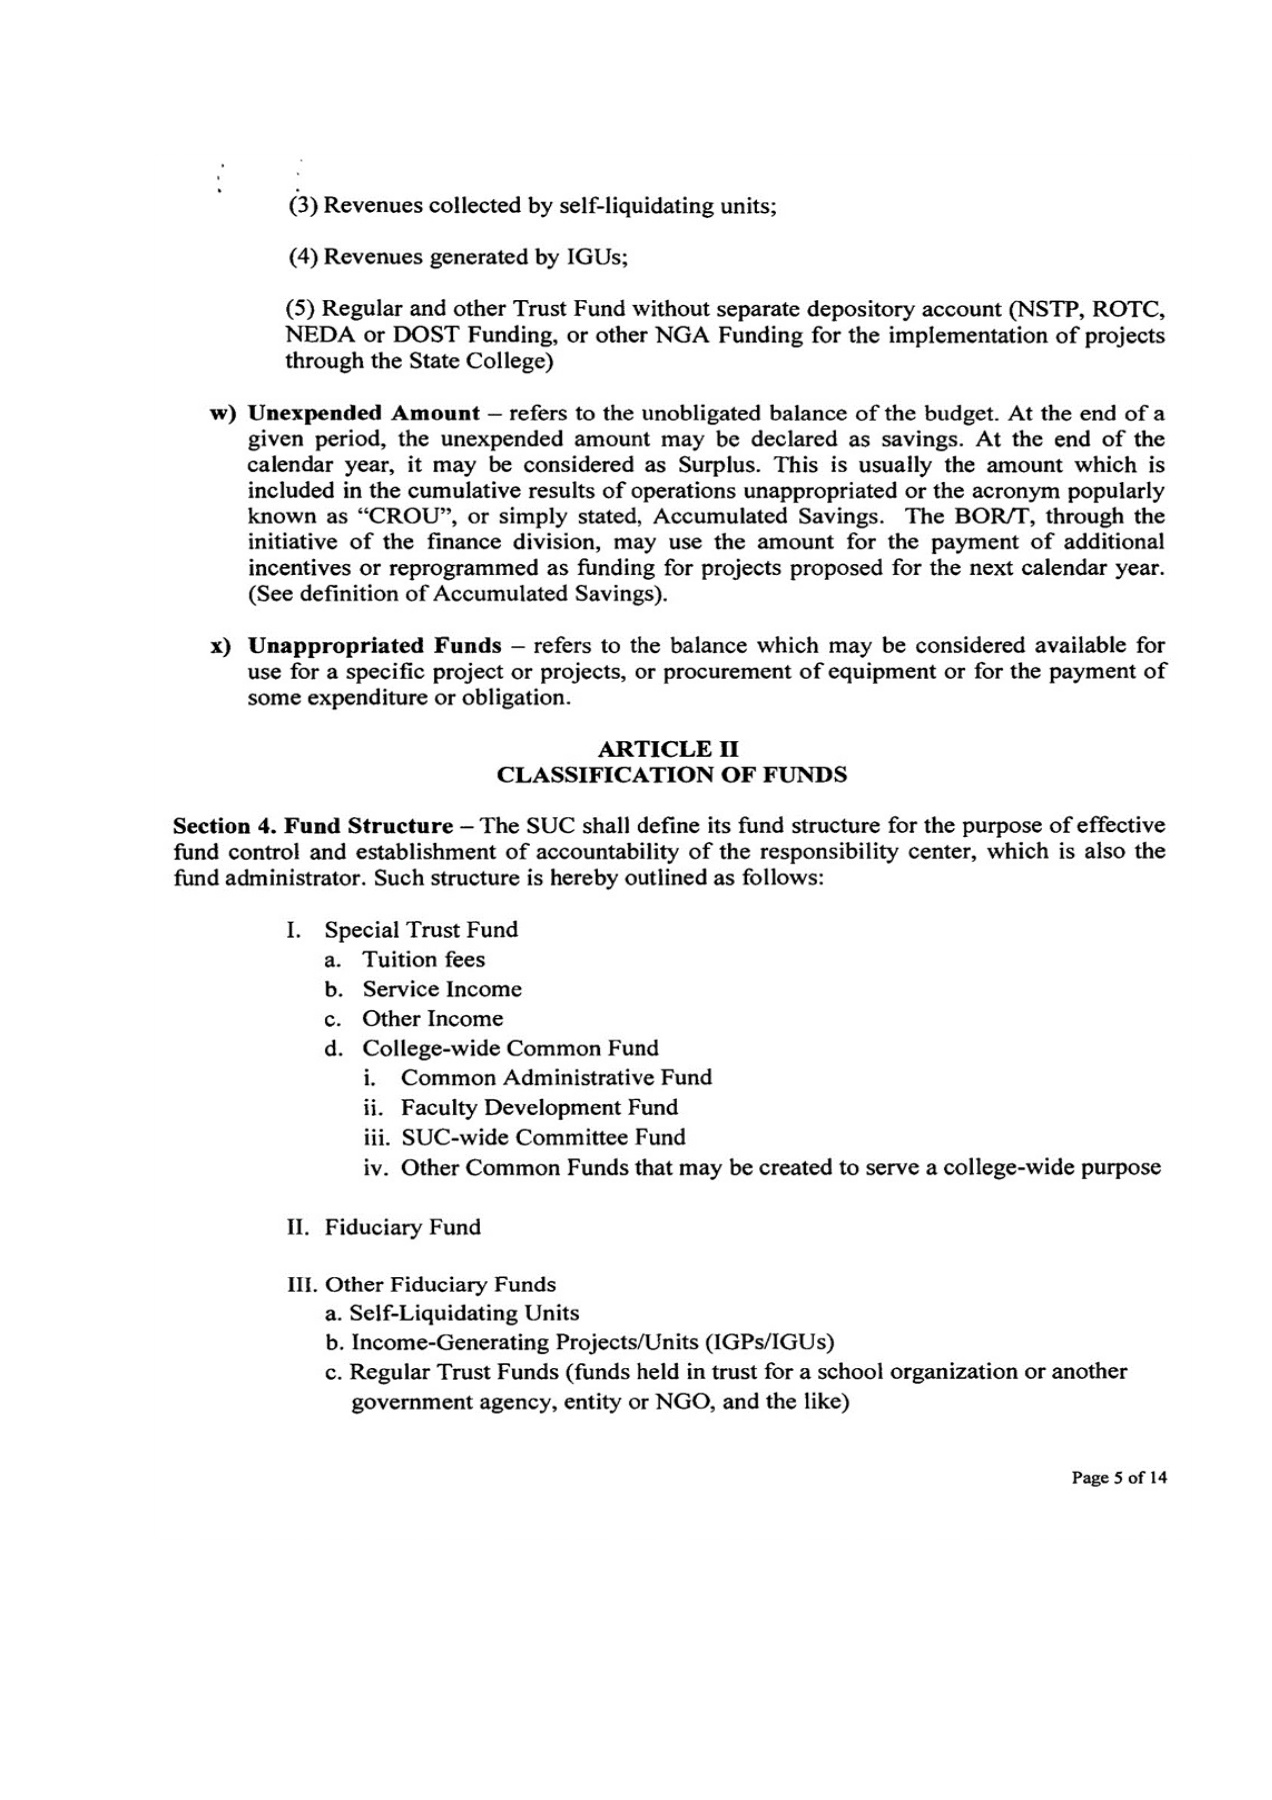 (3) Revenues collected by self-liquidating units;
(4) Revenues generated by IGUs;
(5) Regular and other Trust Fund without separate depository account (NSTP, ROTC,
NEDA or DOST Funding, or other NGA Funding for the implementation of projects
through the State College)
w) Unexpended Amount – refers to the unobligated balance of the budget. At the end of a
given period, the unexpended amount may be declared as savings. At the end of the
calendar year, it may be considered as Surplus. This is usually the amount which is
included in the cumulative results of operations unappropriated or the acronym popularly
known as “CROU”, or simply stated, Accumulated Savings. The BOR/T, through the
initiative of the finance division, may use the amount for the payment of additional
incentives or reprogrammed as funding for projects proposed for the next calendar year.
(See definition of Accumulated Savings).
x) Unappropriated Funds – refers to the balance which may be considered available for
use for a specific project or projects, or procurement of equipment or for the payment of
some expenditure or obligation.
ARTICLE II
CLASSIFICATION OF FUNDS
Section 4. Fund Structure – The SUC shall define its fund structure for the purpose of effective
fund control and establishment of accountability of the responsibility center, which is also the
fund administrator. Such structure is hereby outlined as follows:
I. Special Trust Fund
a. Tuition fees
b. Service Income
c. Other Income
d. College-wide Common Fund
i. Common Administrative Fund
ii. Faculty Development Fund
iii. SUC-wide Committee Fund
iv. Other Common Funds that may be created to serve a college-wide purpose
II. Fiduciary Fund
III. Other Fiduciary Funds
a. Self-Liquidating Units
b. Income-Generating Projects/Units (IGPs/IGUs)
c. Regular Trust Funds (funds held in trust for a school organization or another
government agency, entity or NGO, and the like)
Page 5 of 14